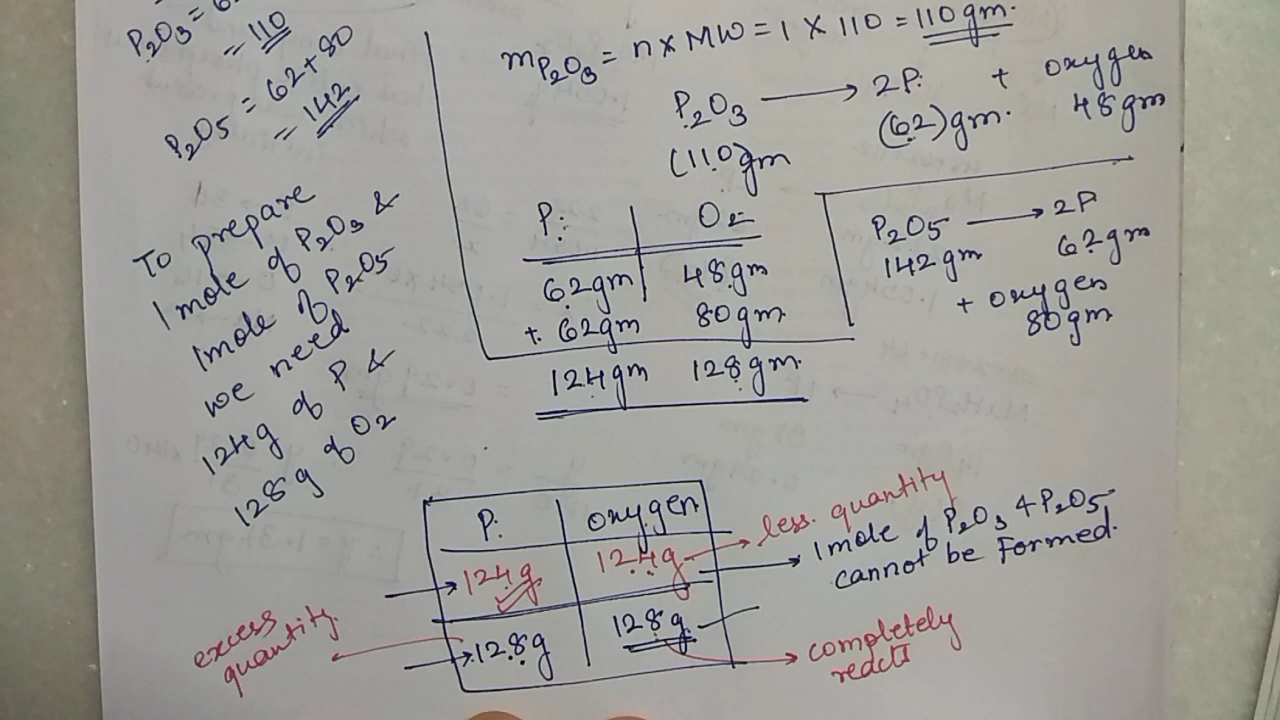 P2O3 = 6
= 110
P2O5 = 62+80
= 142
To prepare
1 mole of P2O3 &
1mole of P2O5
we need
124g of P &
128g of O2
mP2O3 = n x MW = 1 X 110 = 110 gm.
P2O3 → 2P + oxygen
(110)gm (62)gm. 48gm
P: O2
62gm 48gm
+ 62gm 80gm
124gm 128gm.
P2O5 → 2P
142gm 62gm
+ oxygen
80gm
P: oxygen
124g 124g
128g 128g
less quantity
1mole of P2O3 & P2O5
cannot be formed.
excess
quantity.
completely
reacts